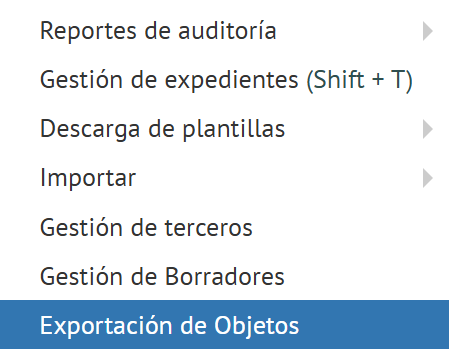 Reportes de auditoría
Gestión de expedientes (Shift + T)
Descarga de plantillas
Importar
Gestión de terceros
Gestión de Borradores
Exportación de Objetos